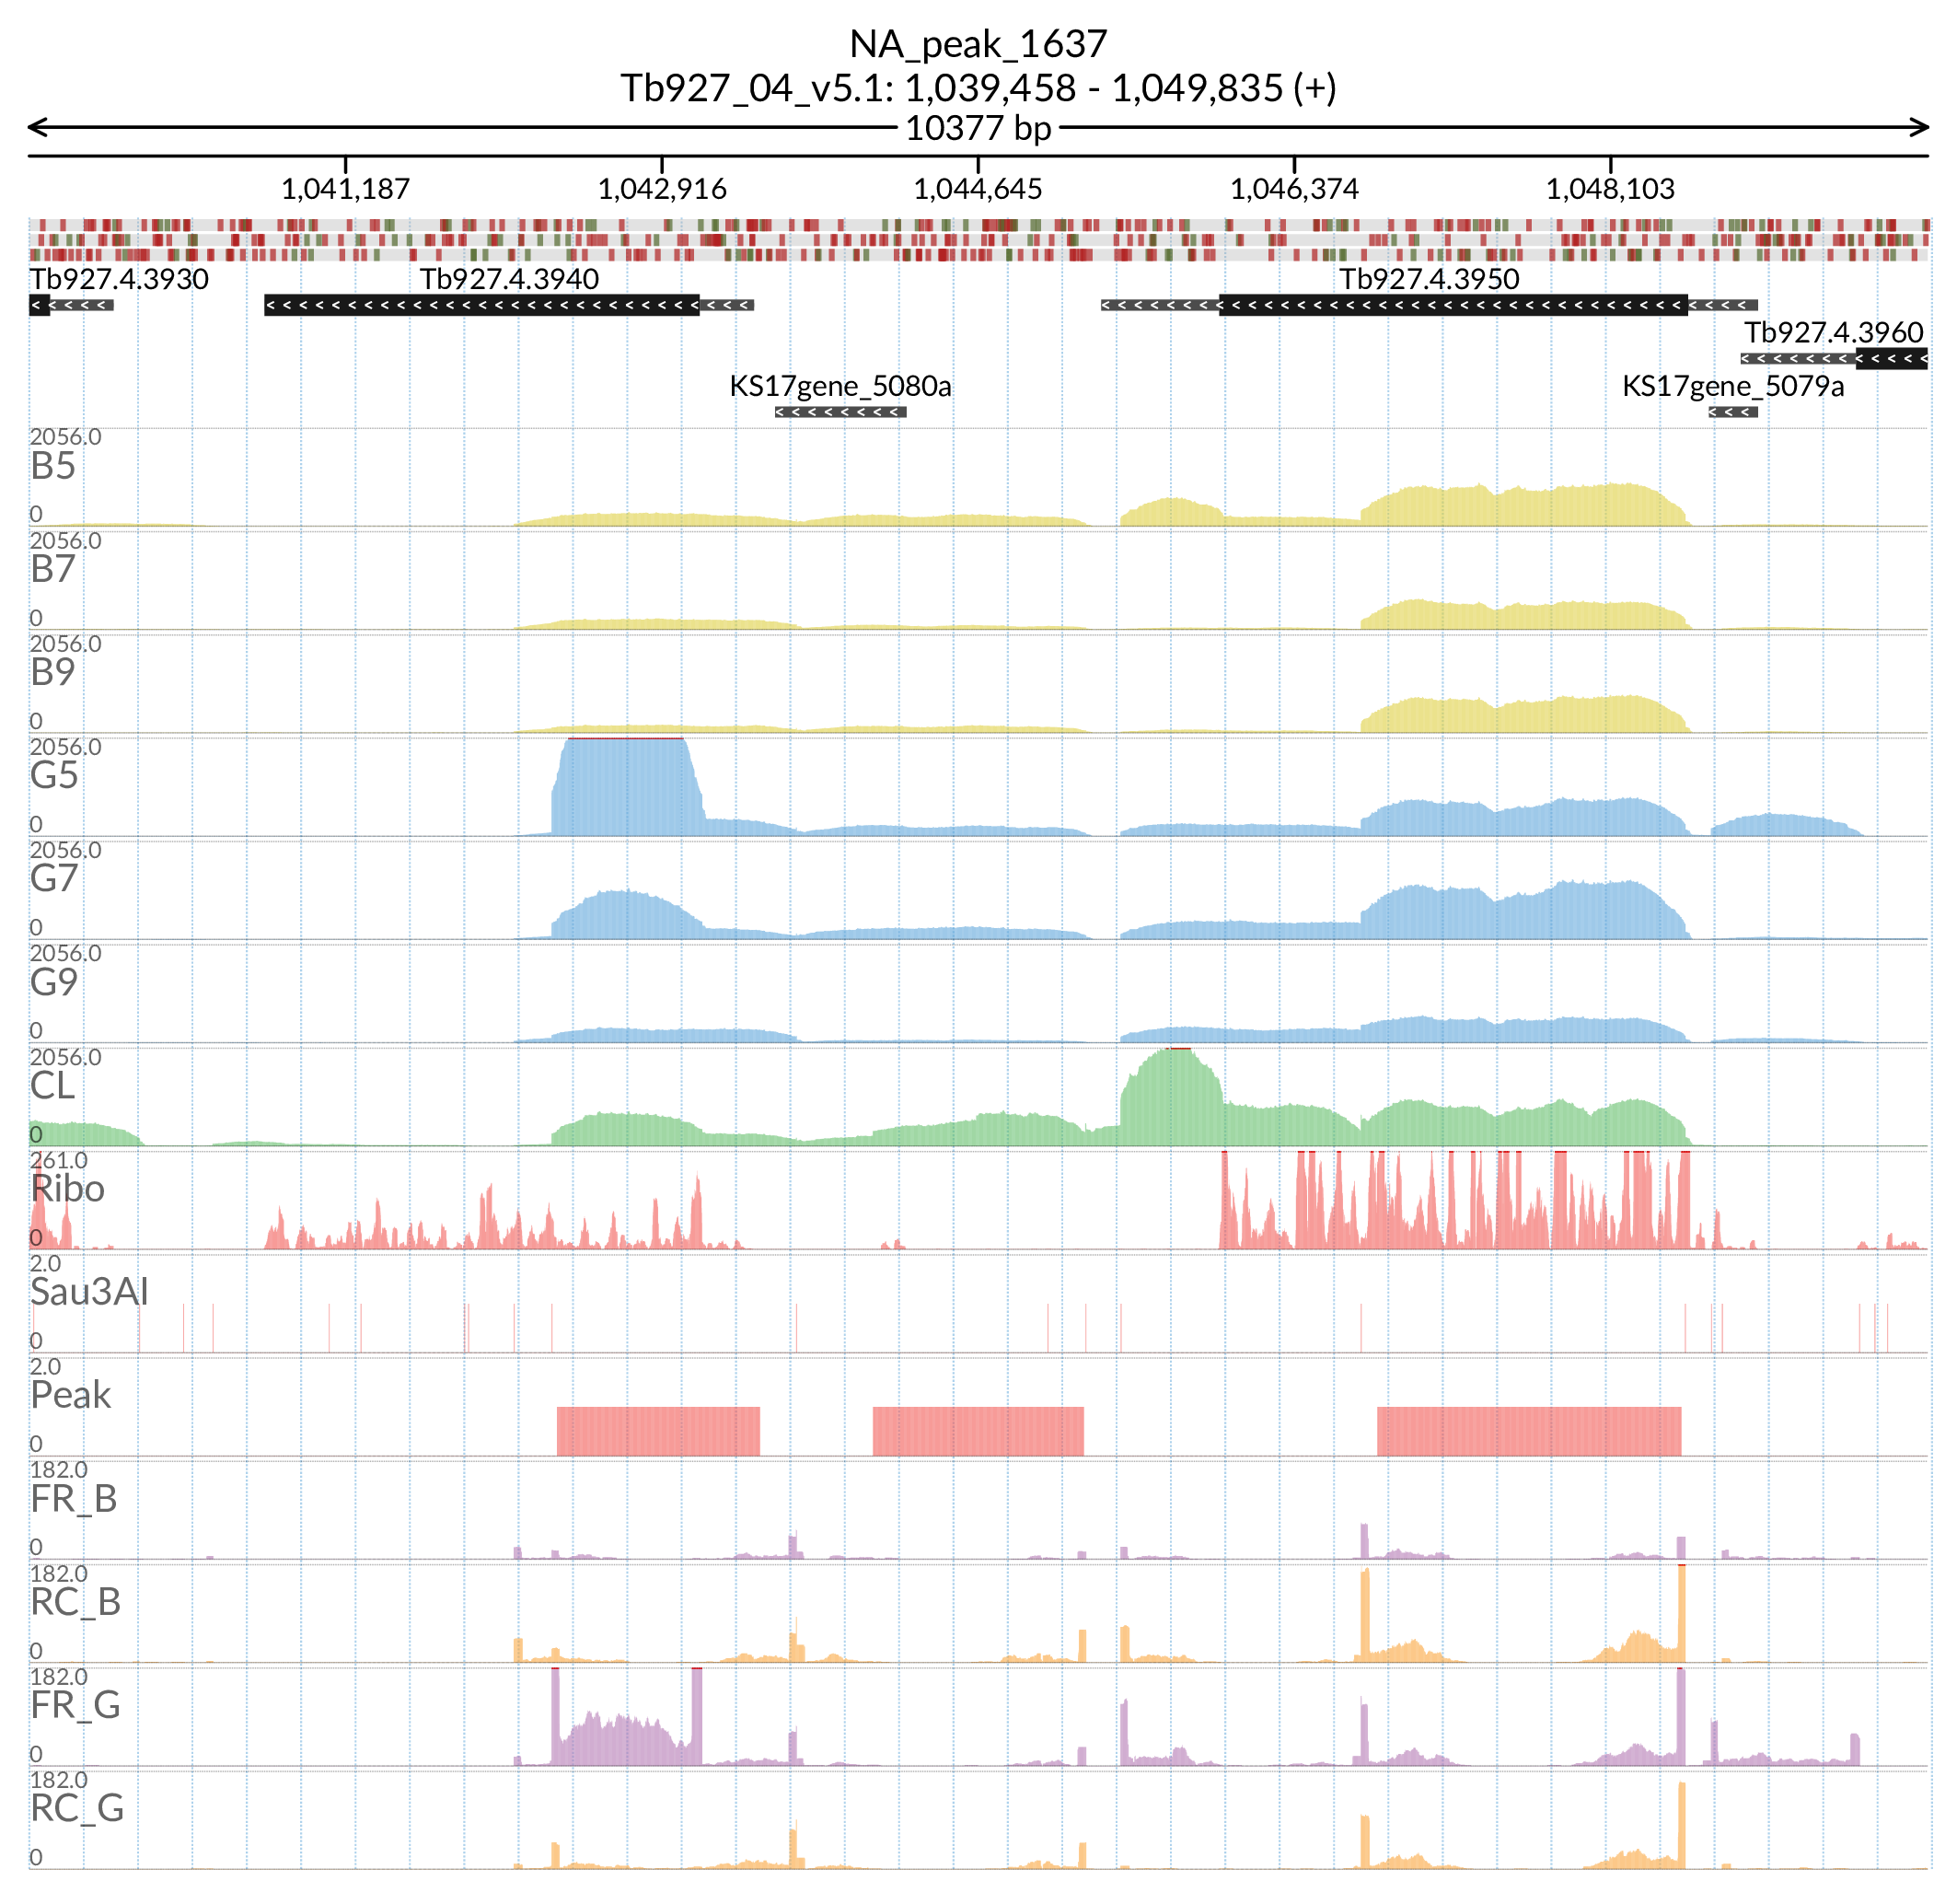 NA_peak_1637
Tb927_04_v5.1: 1,039,458 - 1,049,835 (+)
10377 bp
1,041,187 1,042,916 1,044,645 1,046,374 1,048,103
Tb927.4.3930 Tb927.4.3940 Tb927.4.3950
Tb927.4.3960
KS17gene_5080a KS17gene_5079a
2056.0
B5
0
2056.0
B7
0
2056.0
B9
0
2056.0
G5
0
2056.0
G7
0
2056.0
G9
0
2056.0
CL
0
261.0
Ribo
0
2.0
Sau3AI
0
2.0
Peak
0
182.0
FR_B
0
182.0
RC_B
0
182.0
FR_G
0
182.0
RC_G
0